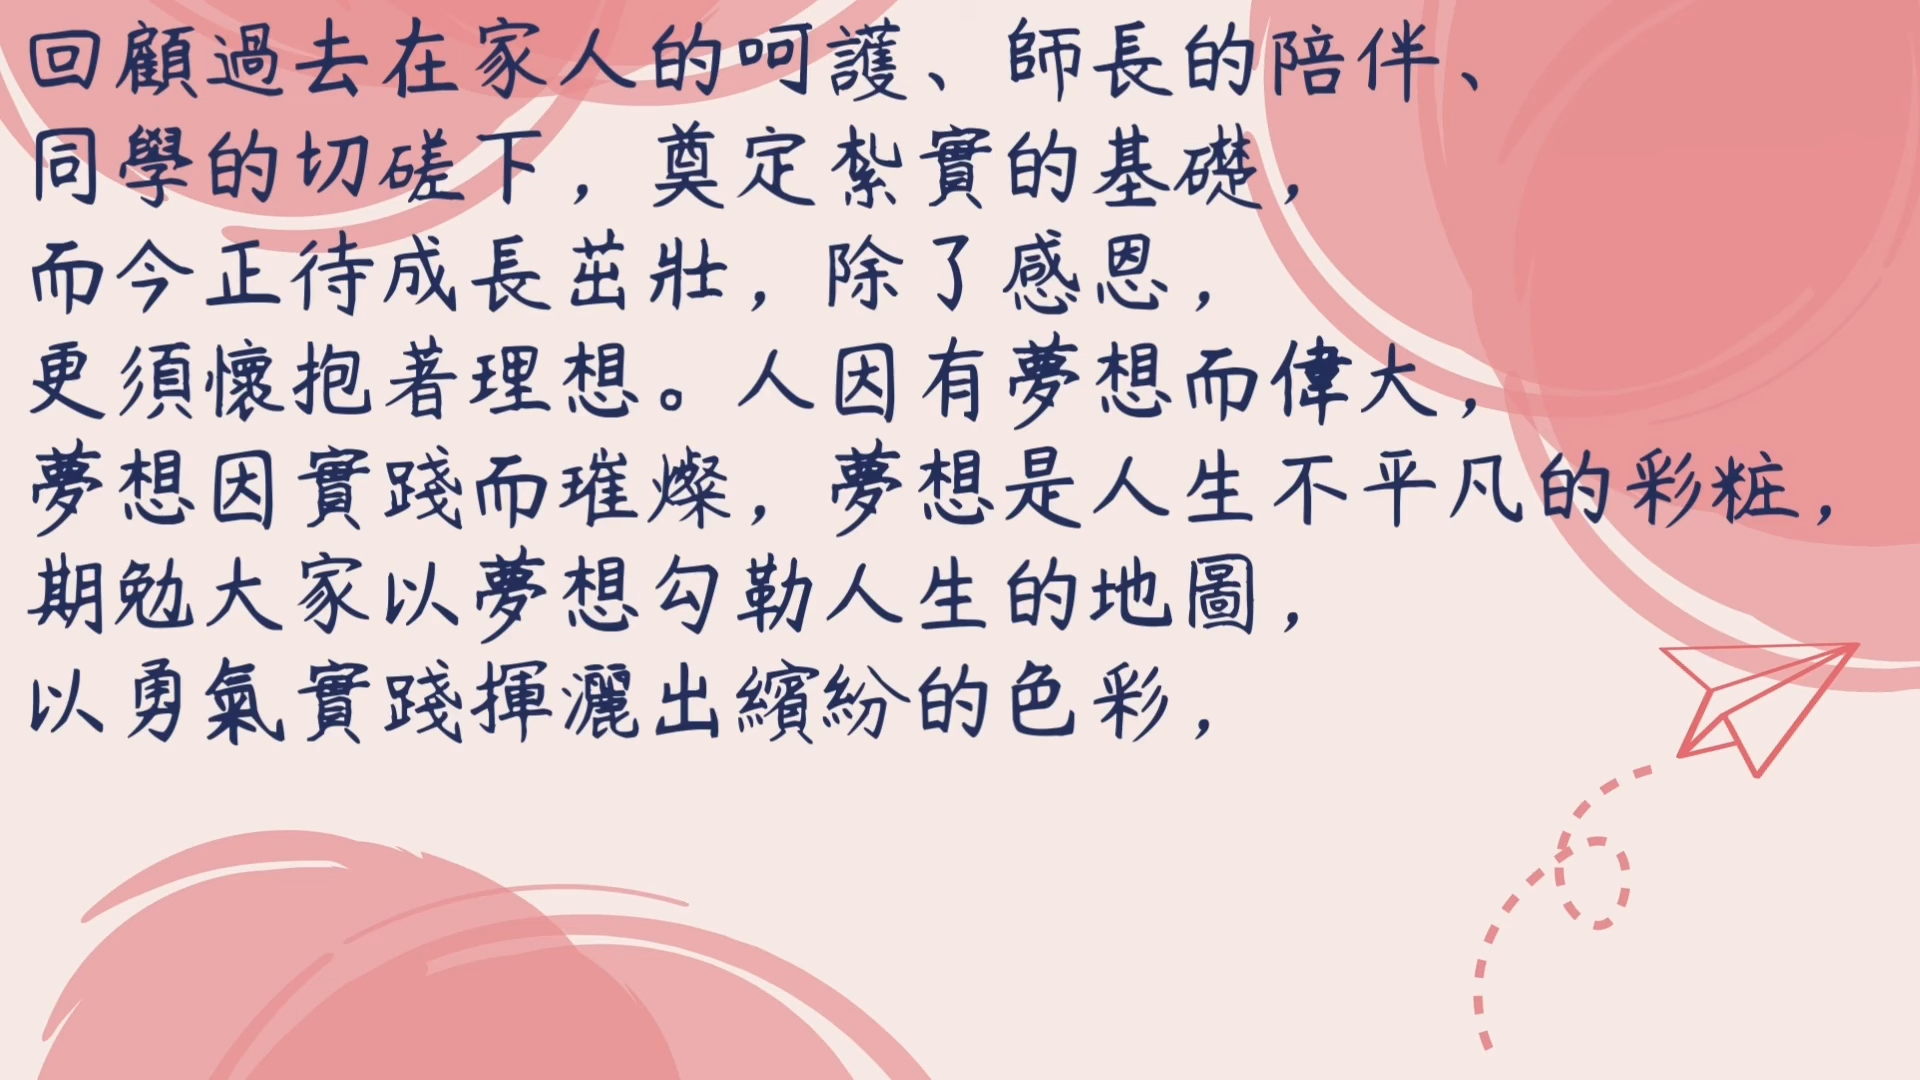 回顧過去在家人的呵護、師長的陪伴、
同學的切磋下，奠定紮實的基礎，
而今正待成長茁壯，除了感恩，
更須懷抱著理想。人因有夢想而偉大，
夢想因實踐而璀燦，夢想是人生不平凡的彩粧，
期勉大家以夢想勾勒人生的地圖，
以勇氣實踐揮灑出繽紛的色彩，